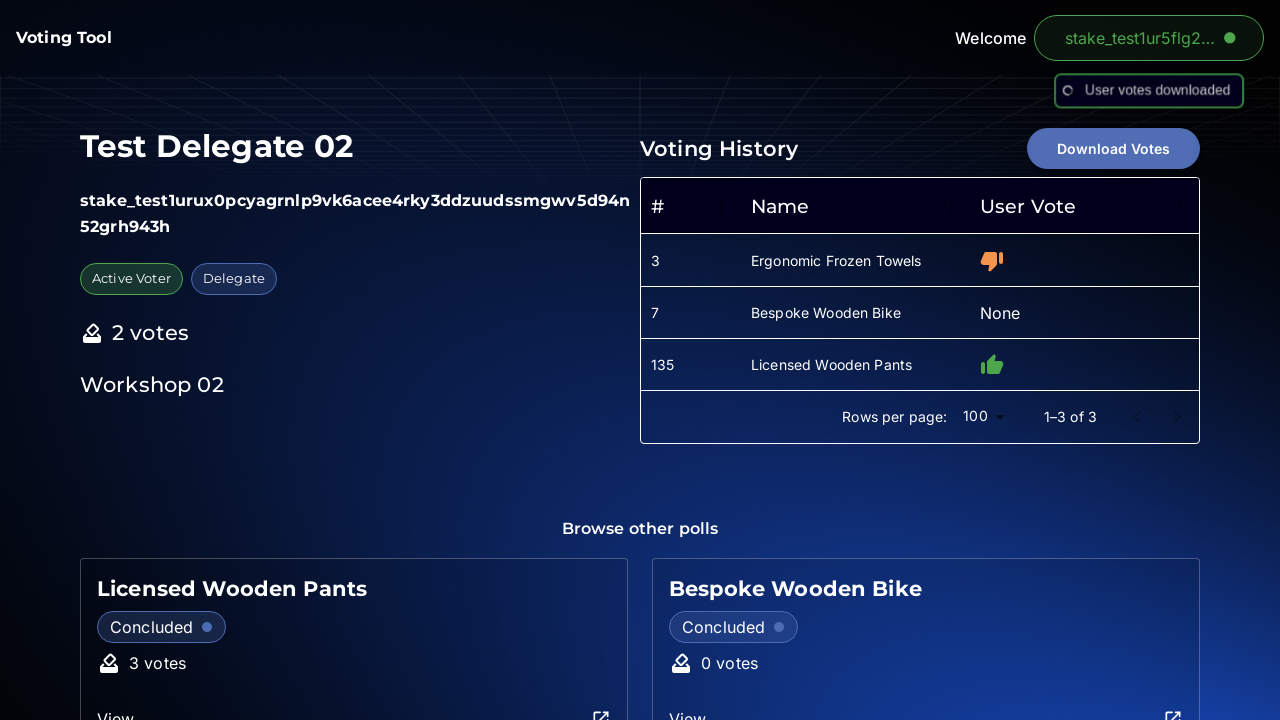 Voting Tool
Welcome
stake_test1ur5flg2...
User votes downloaded
Test Delegate 02
stake_test1urux0pcyagrnlp9vk6acee4rky3ddzuudssmgwv5d94n
52grh943h
Active Voter
Delegate
2 votes
Workshop 02
Voting History
Download Votes
# Name User Vote
3 Ergonomic Frozen Towels
7 Bespoke Wooden Bike None
135 Licensed Wooden Pants
Rows per page: 100 1–3 of 3
Browse other polls
Licensed Wooden Pants
Concluded
3 votes
View
Bespoke Wooden Bike
Concluded
0 votes
View